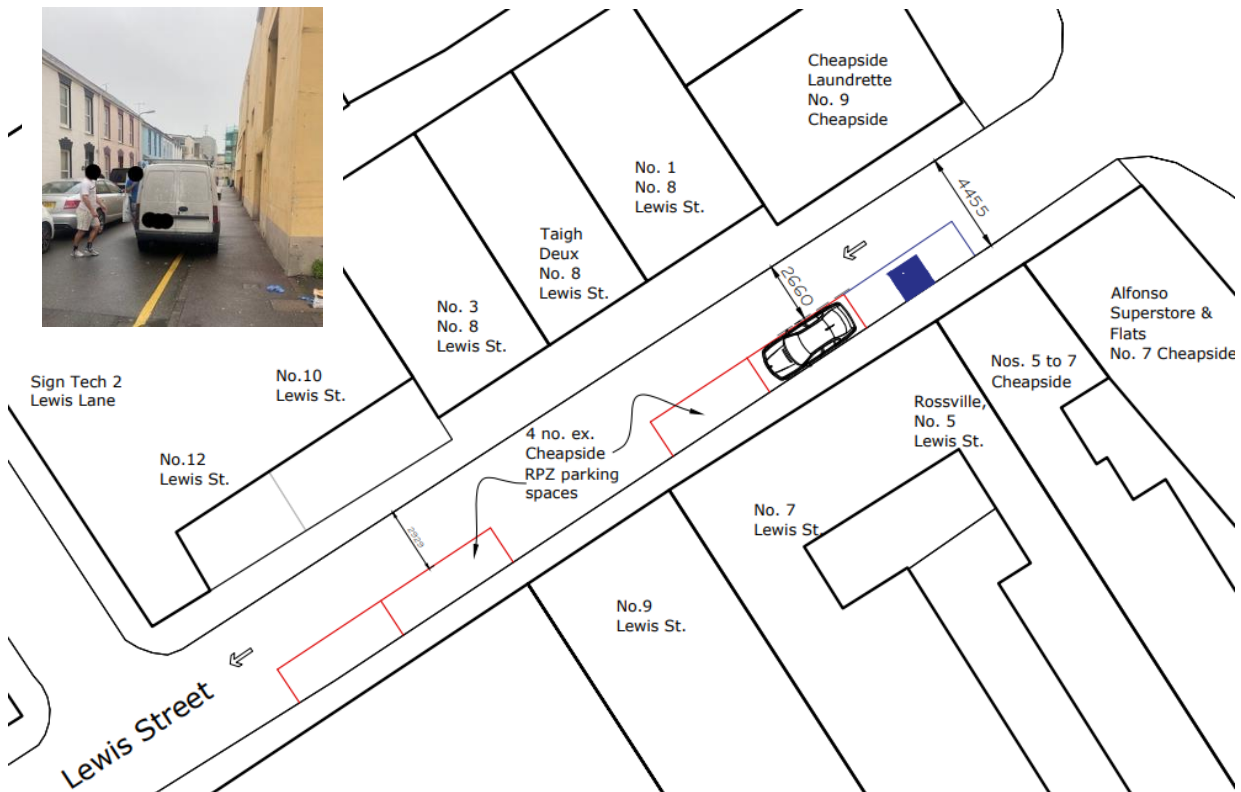 Cheapside
Laundrette
No. 9
Cheapside
No. 1
No. 8
Lewis St.
4455
Taigh
Deux
No. 8
Lewis St.
2660
No. 3
No. 8
Lewis St.
Alfonso
Superstore &
Flats
No. 7 Cheapside
Nos. 5 to 7
Cheapside
Sign Tech 2
Lewis Lane
No.10
Lewis St.
Rossville,
No. 5
Lewis St.
4 no. ex.
Cheapside
RPZ parking
spaces
No.12
Lewis St.
No. 7
Lewis St.
2929
No.9
Lewis St.
Lewis Street